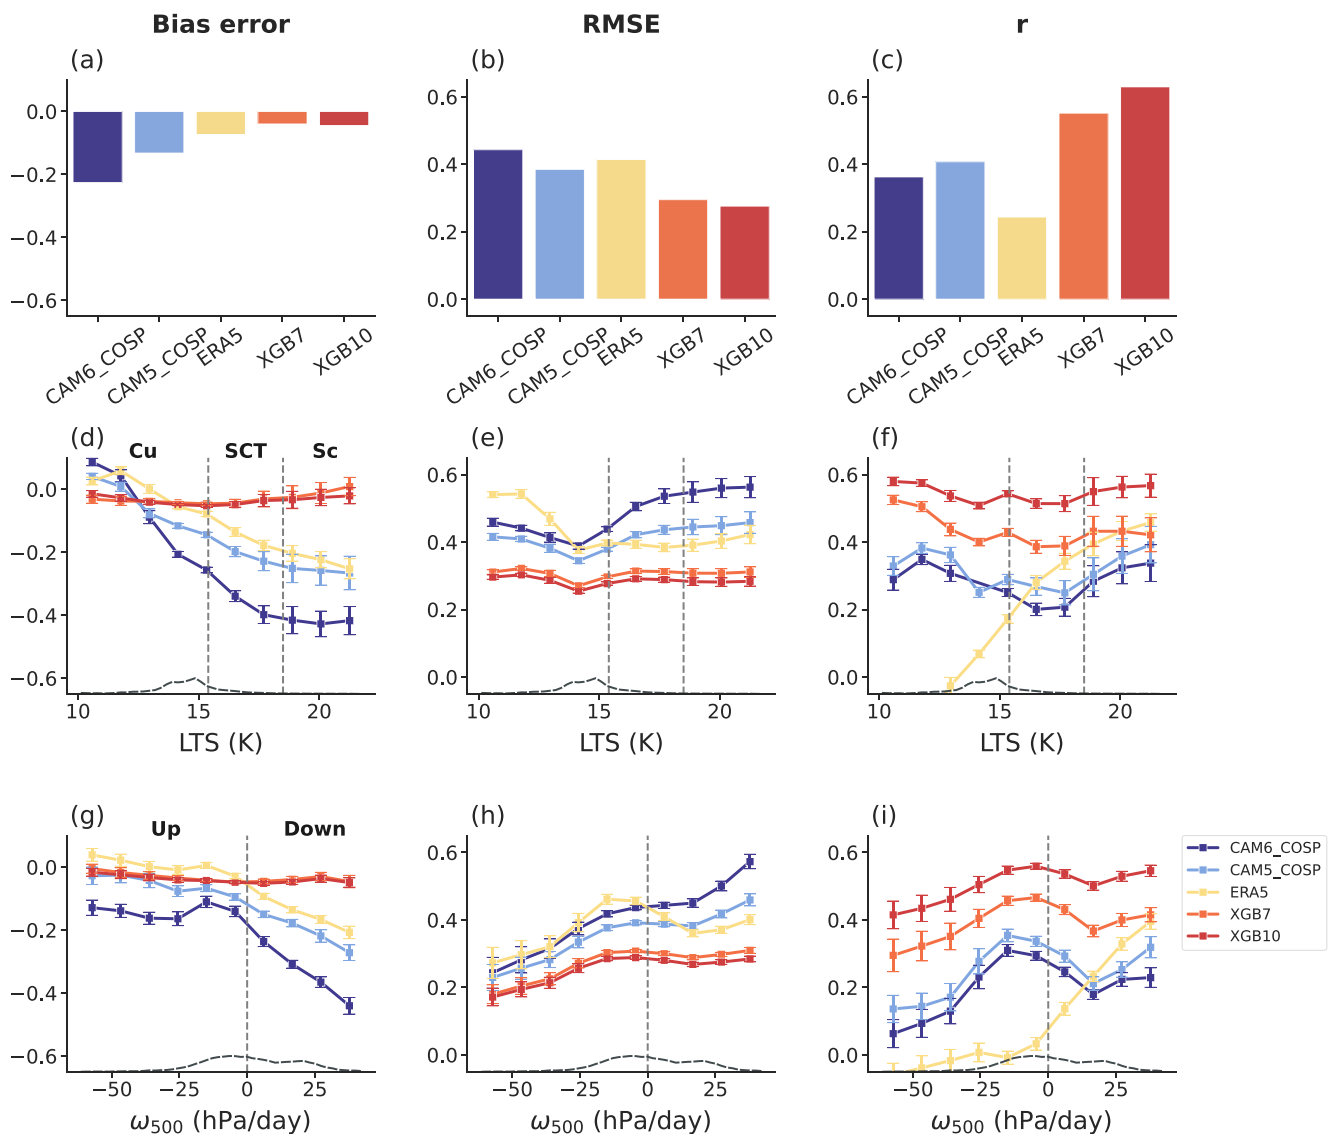 Bias error
RMSE
r
(a)
(b)
(c)
0.0
−0.2
−0.4
−0.6
CAM6_COSP
CAM5_COSP
ERA5
XGB7
XGB10
0.6
0.4
0.2
0.0
CAM6_COSP
CAM5_COSP
ERA5
XGB7
XGB10
0.6
0.4
0.2
0.0
CAM6_COSP
CAM5_COSP
ERA5
XGB7
XGB10
(d)
Cu
SCT
Sc
0.0
−0.2
−0.4
−0.6
10
15
20
LTS (K)
(e)
0.6
0.4
0.2
0.0
10
15
20
LTS (K)
(f)
0.6
0.4
0.2
0.0
10
15
20
LTS (K)
(g)
Up
Down
0.0
−0.2
−0.4
−0.6
−50
−25
0
25
ω500 (hPa/day)
(h)
0.6
0.4
0.2
0.0
−50
−25
0
25
ω500 (hPa/day)
(i)
0.6
0.4
0.2
0.0
−50
−25
0
25
ω500 (hPa/day)
CAM6_COSP
CAM5_COSP
ERA5
XGB7
XGB10